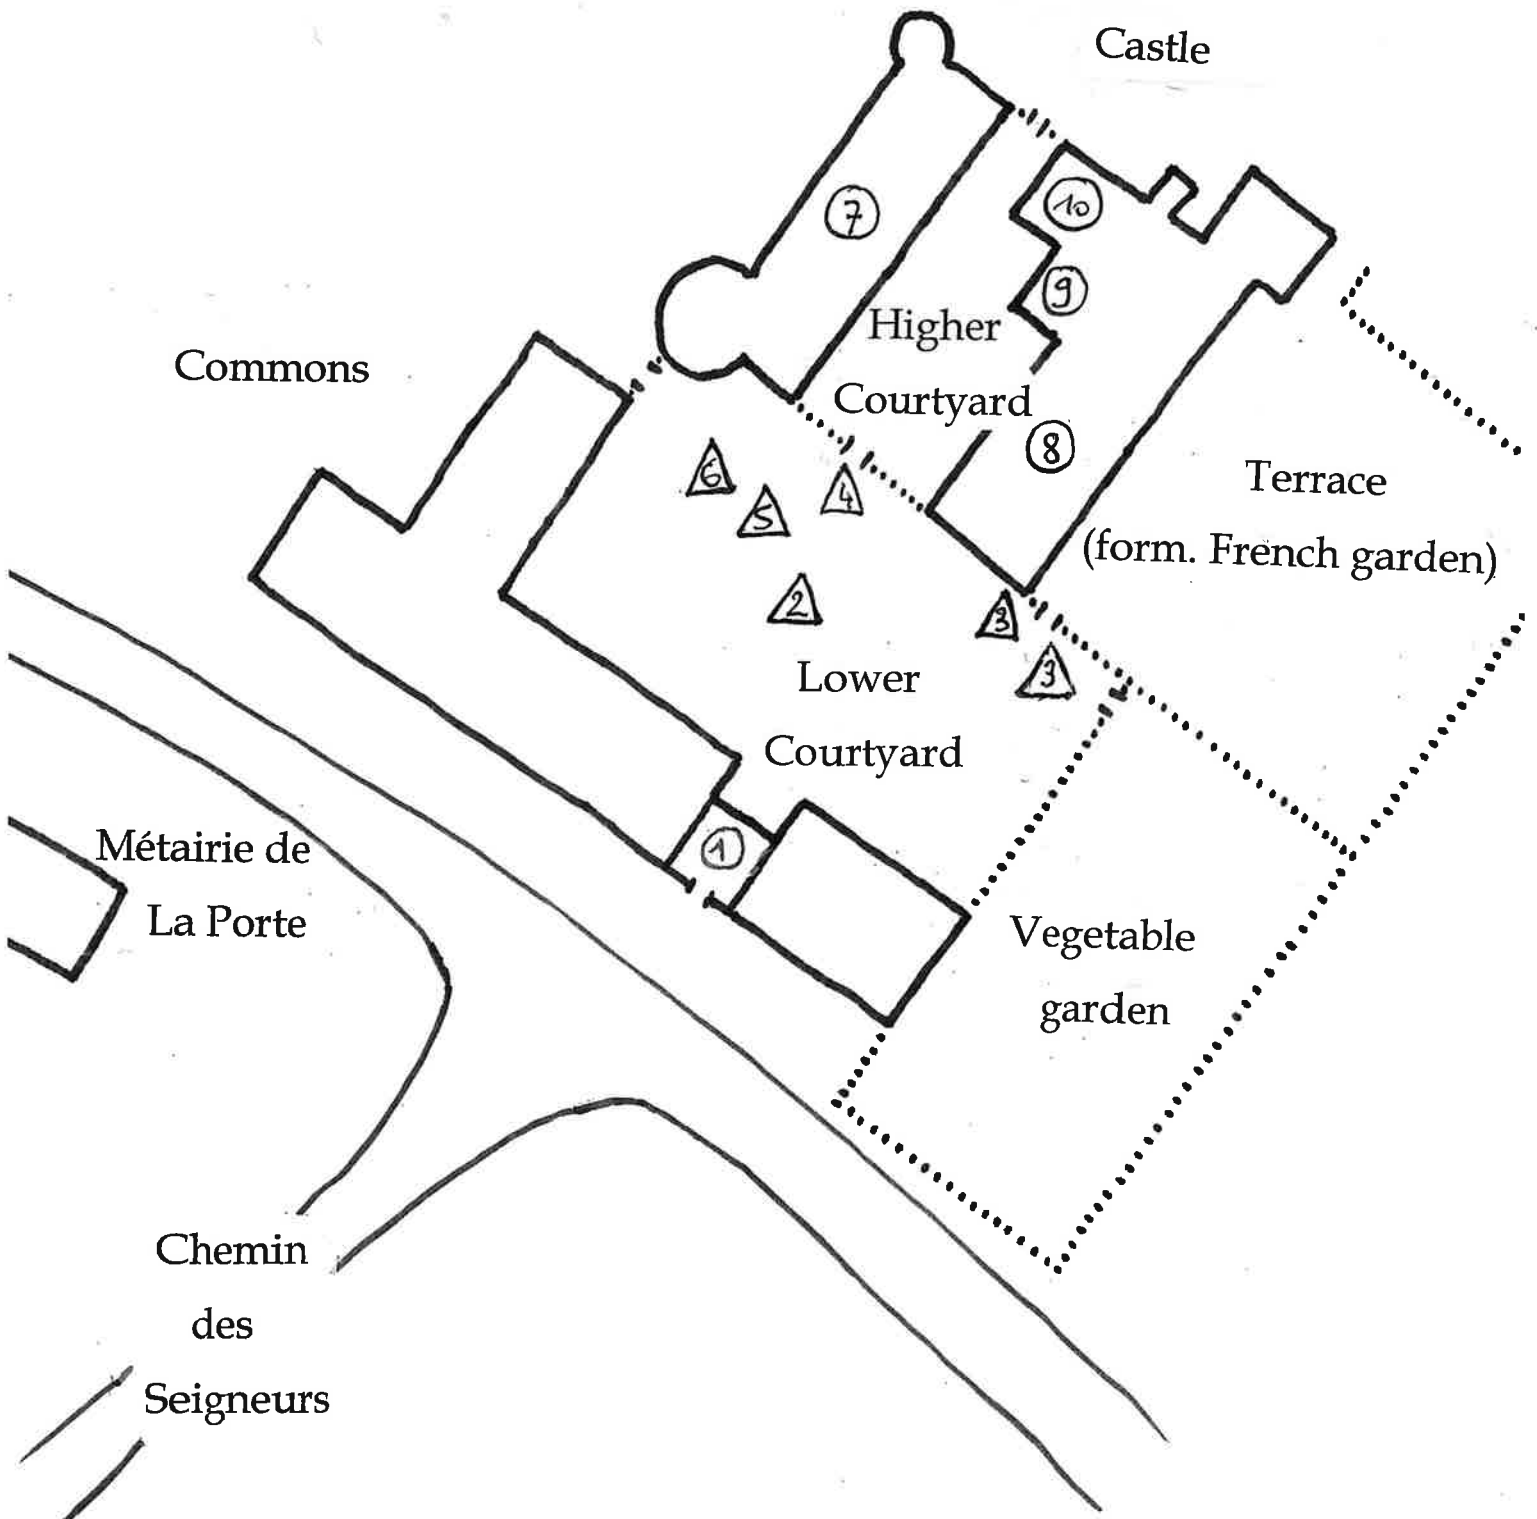 Castle
7
10
9
Higher
Courtyard
Commons
8
6
5
4
Terrace
(form. French garden)
2
3
3
Lower
Courtyard
1
Métairie de
La Porte
Vegetable
garden
Chemin
des
Seigneurs